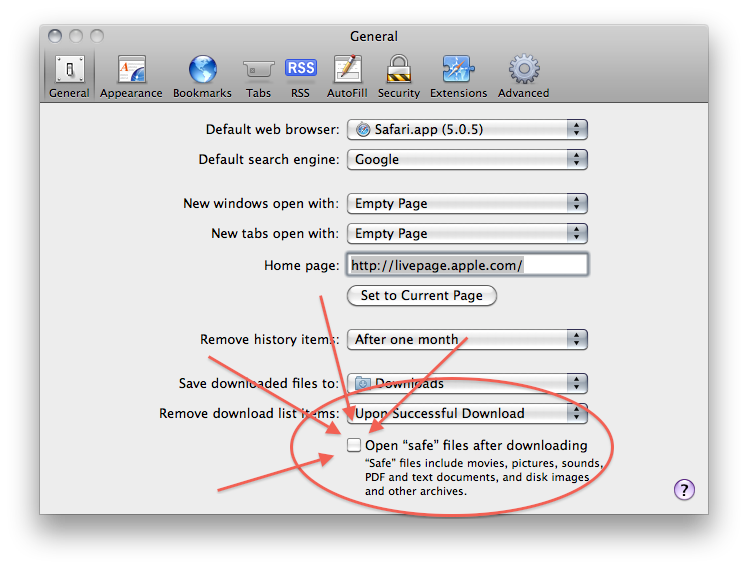 General
General Appearance Bookmarks Tabs RSS RSS AutoFill Security Extensions Advanced
Default web browser: Safari.app (5.0.5)
Default search engine: Google
New windows open with: Empty Page
New tabs open with: Empty Page
Home page: http://livepage.apple.com/
Set to Current Page
Remove history items: After one month
Save downloaded files to: Downloads
Remove download list items: Upon Successful Download
Open “safe” files after downloading
“Safe” files include movies, pictures, sounds,
PDF and text documents, and disk images
and other archives.
?